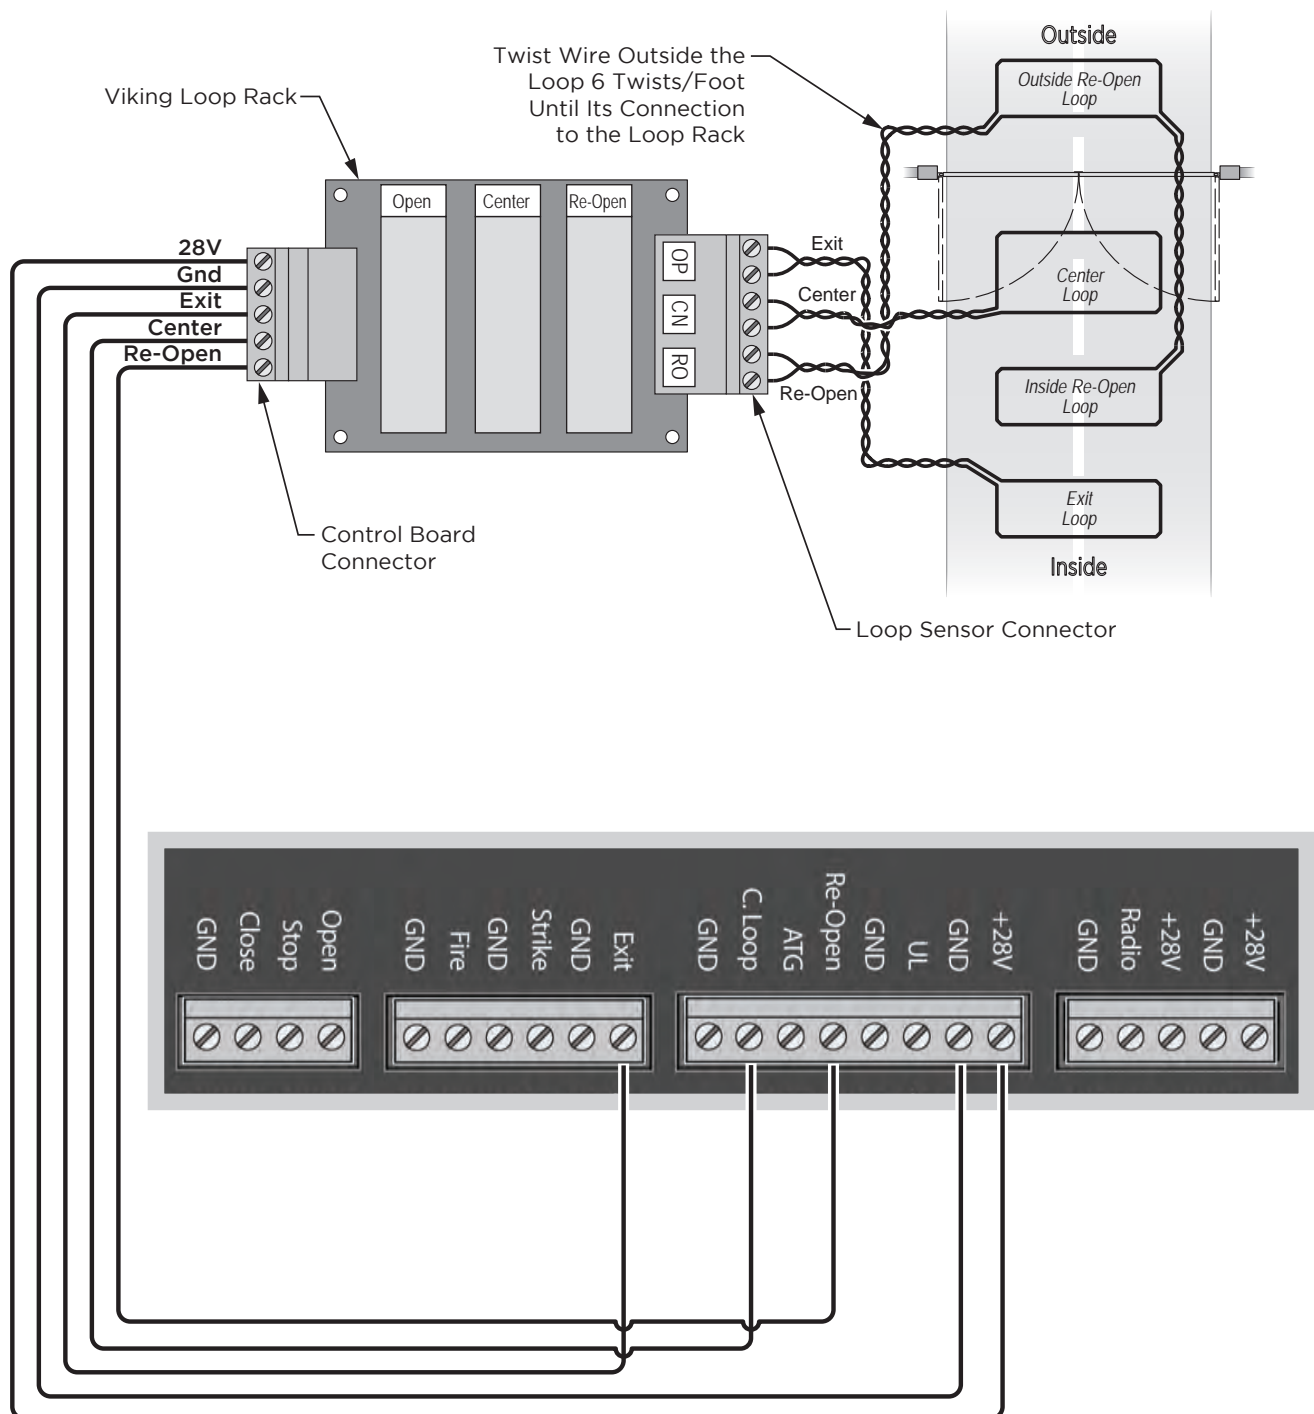 Outside
Twist Wire Outside the
Loop 6 Twists/Foot
Until Its Connection
to the Loop Rack
Viking Loop Rack
Outside Re-Open
Loop
Open
Center
Re-Open
28V
Gnd
Exit
Center
Re-Open
OP
CN
RO
Exit
Center
Re-Open
Center
Loop
Inside Re-Open
Loop
Exit
Loop
Inside
Control Board
Connector
Loop Sensor Connector
GND
Close
Stop
Open
GND
Fire
GND
Strike
GND
Exit
GND
C. Loop
ATG
Re-Open
GND
UL
GND
+28V
GND
Radio
+28V
GND
+28V